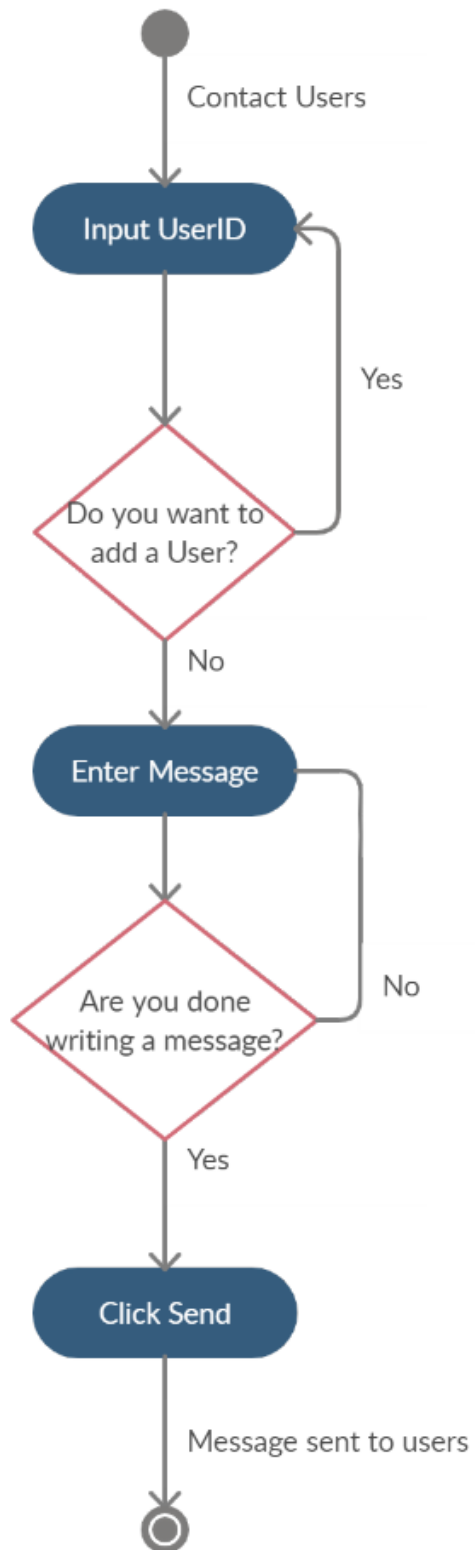 Contact Users
Input UserID
Yes
Do you want to
add a User?
No
Enter Message
Are you done
writing a message?
No
Yes
Click Send
Message sent to users